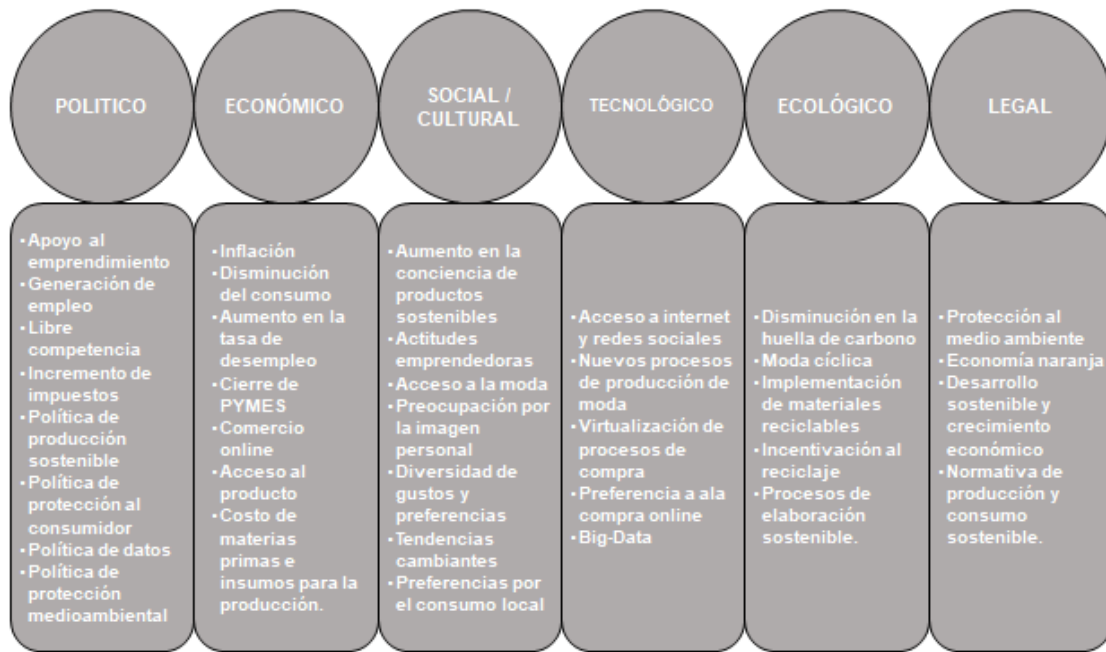 POLITICO
ECONÓMICO
SOCIAL /
CULTURAL
TECNOLÓGICO
ECOLÓGICO
LEGAL
•Apoyo al
emprendimiento
•Generación de
empleo
•Libre
competencia
•Incremento de
impuestos
•Política de
producción
sostenible
•Política de
protección al
consumidor
•Política de datos
•Política de
protección
medioambiental
•Inflación
•Disminución
del consumo
•Aumento en la
tasa de
desempleo
•Cierre de
PYMES
•Comercio
online
•Acceso al
producto
•Costo de
materias
primas e
insumos para la
producción.
•Aumento en la
conciencia de
productos
sostenibles
•Actitudes
emprendedoras
•Acceso a la moda
•Preocupación por
la imagen
personal
•Diversidad de
gustos y
preferencias
•Tendencias
cambiantes
•Preferencias por
el consumo local
•Acceso a internet
y redes sociales
•Nuevos procesos
de producción de
moda
•Virtualización de
procesos de
compra
•Preferencia a ala
compra online
•Big-Data
•Disminución en la
huella de carbono
•Moda cíclica
•Implementación
de materiales
reciclables
•Incentivación al
reciclaje
•Procesos de
elaboración
sostenible.
•Protección al
medio ambiente
•Economía naranja
•Desarrollo
sostenible y
crecimiento
económico
•Normativa de
producción y
consumo
sostenible.